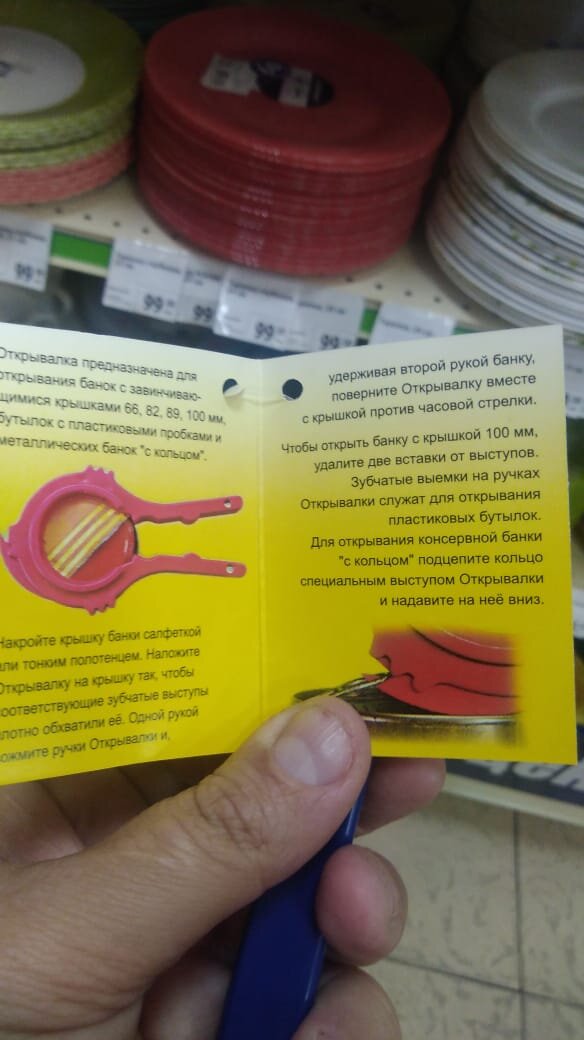 99
99
99
99
Открывалка предназначена для
открывания банок с завинчиваю-
щимися крышками 66, 82, 89, 100 мм,
бутылок с пластиковыми пробками и
металлических банок "с кольцом".
Накройте крышку банки салфеткой
или тонким полотенцем. Наложите
Открывалку на крышку так, чтобы
соответствующие зубчатые выступы
плотно обхватили её. Одной рукой
сожмите ручки Открывалки и,
удерживая второй рукой банку,
поверните Открывалку вместе
с крышкой против часовой стрелки.
Чтобы открыть банку с крышкой 100 мм,
удалите две вставки от выступов.
Зубчатые выемки на ручках
Открывалки служат для открывания
пластиковых бутылок.
Для открывания консервной банки
"с кольцом" подцепите кольцо
специальным выступом Открывалки
и надавите на неё вниз.